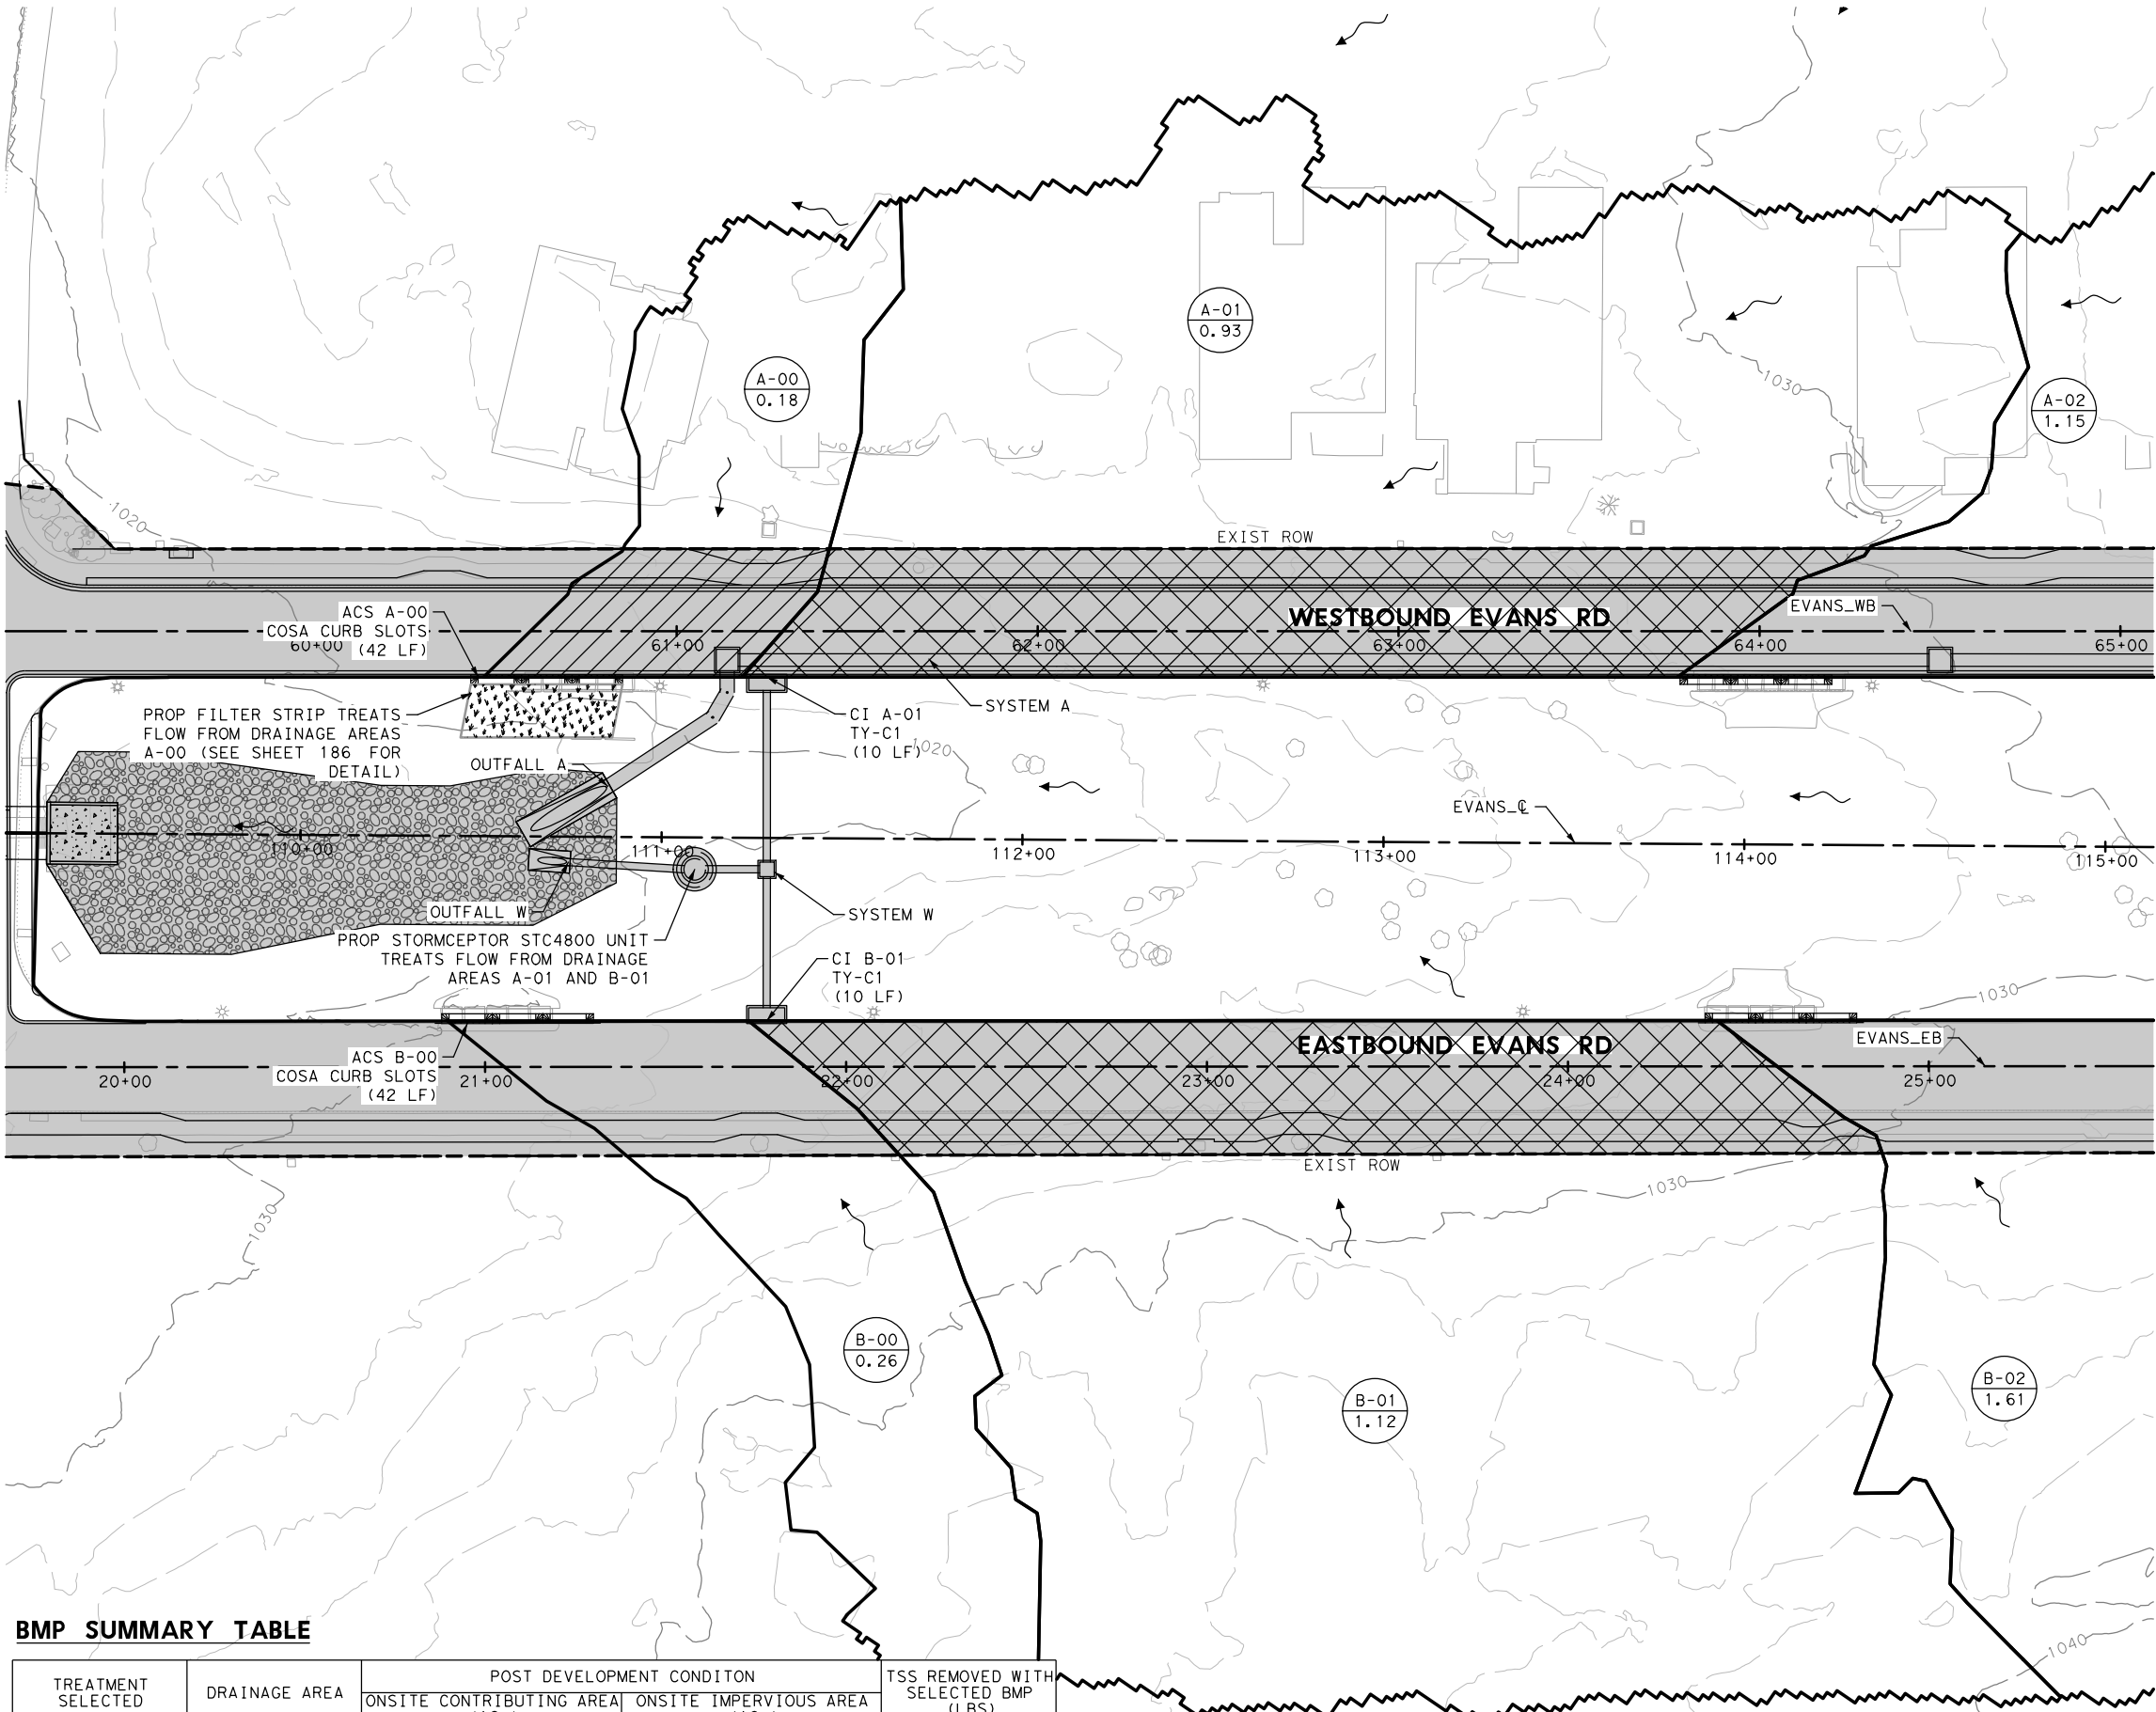 A-01
0.93
A-00
0.18
1030
A-02
1.15
1020
EXIST ROW
ACS A-00
COSA CURB SLOTS
(42 LF)
WESTBOUND EVANS RD
EVANS_WB
60+00
61+00
62+00
63+00
64+00
65+00
PROP FILTER STRIP TREATS
FLOW FROM DRAINAGE AREAS
A-00 (SEE SHEET 186 FOR
DETAIL)
CI A-01
TY-C1
(10 LF)
SYSTEM A
1020
OUTFALL A
EVANS_℄
110+00
111+00
112+00
113+00
114+00
115+00
OUTFALL W
SYSTEM W
PROP STORMCEPTOR STC4800 UNIT
TREATS FLOW FROM DRAINAGE
AREAS A-01 AND B-01
CI B-01
TY-C1
(10 LF)
1030
ACS B-00
COSA CURB SLOTS
(42 LF)
EASTBOUND EVANS RD
EVANS_EB
20+00
21+00
22+00
23+00
24+00
25+00
EXIST ROW
1030
1030
B-00
0.26
B-01
1.12
B-02
1.61
1040
BMP SUMMARY TABLE
TREATMENT
SELECTED
DRAINAGE AREA
POST DEVELOPMENT CONDITON
ONSITE CONTRIBUTING AREA
ONSITE IMPERVIOUS AREA
TSS REMOVED WITH
SELECTED BMP
(LBS)